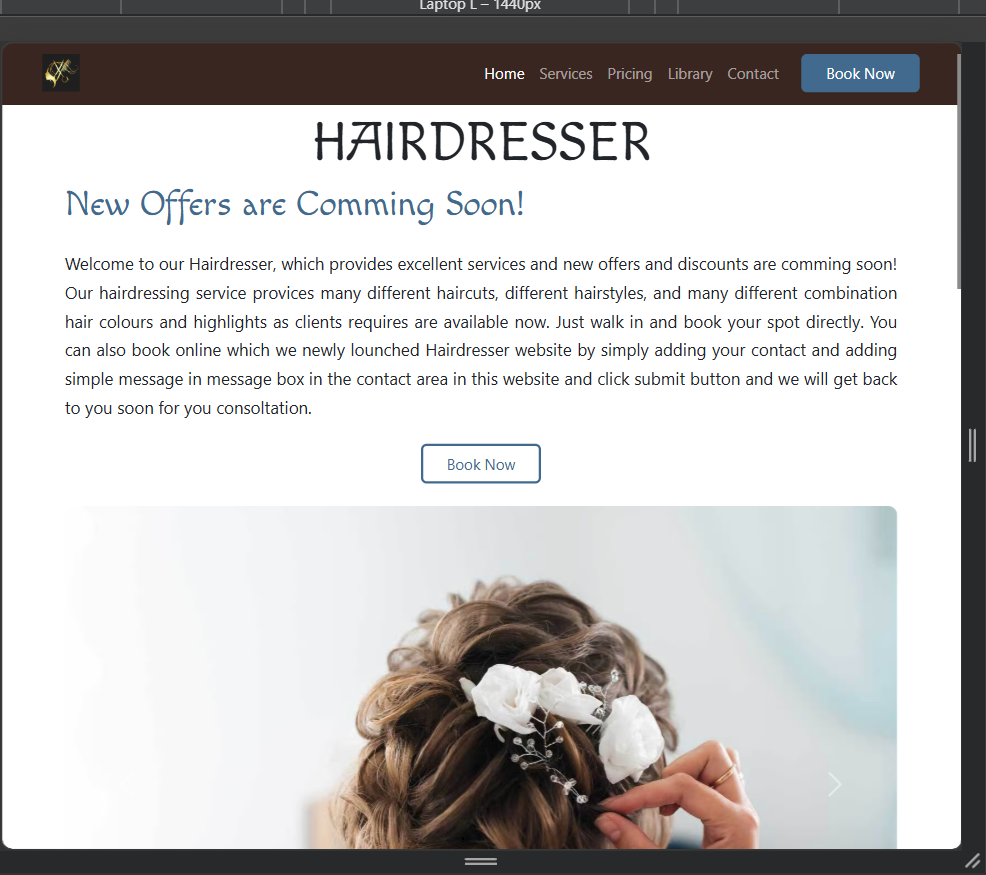 Laptop L – 1440px
Home Services Pricing Library Contact Book Now
HAIRDRESSER
New Offers are Comming Soon!
Welcome to our Hairdresser, which provides excellent services and new offers and discounts are comming soon!
Our hairdressing service provices many different haircuts, different hairstyles, and many different combination
hair colours and highlights as clients requires are available now. Just walk in and book your spot directly. You
can also book online which we newly lounched Hairdresser website by simply adding your contact and adding
simple message in message box in the contact area in this website and click submit button and we will get back
to you soon for you consoltation.
Book Now